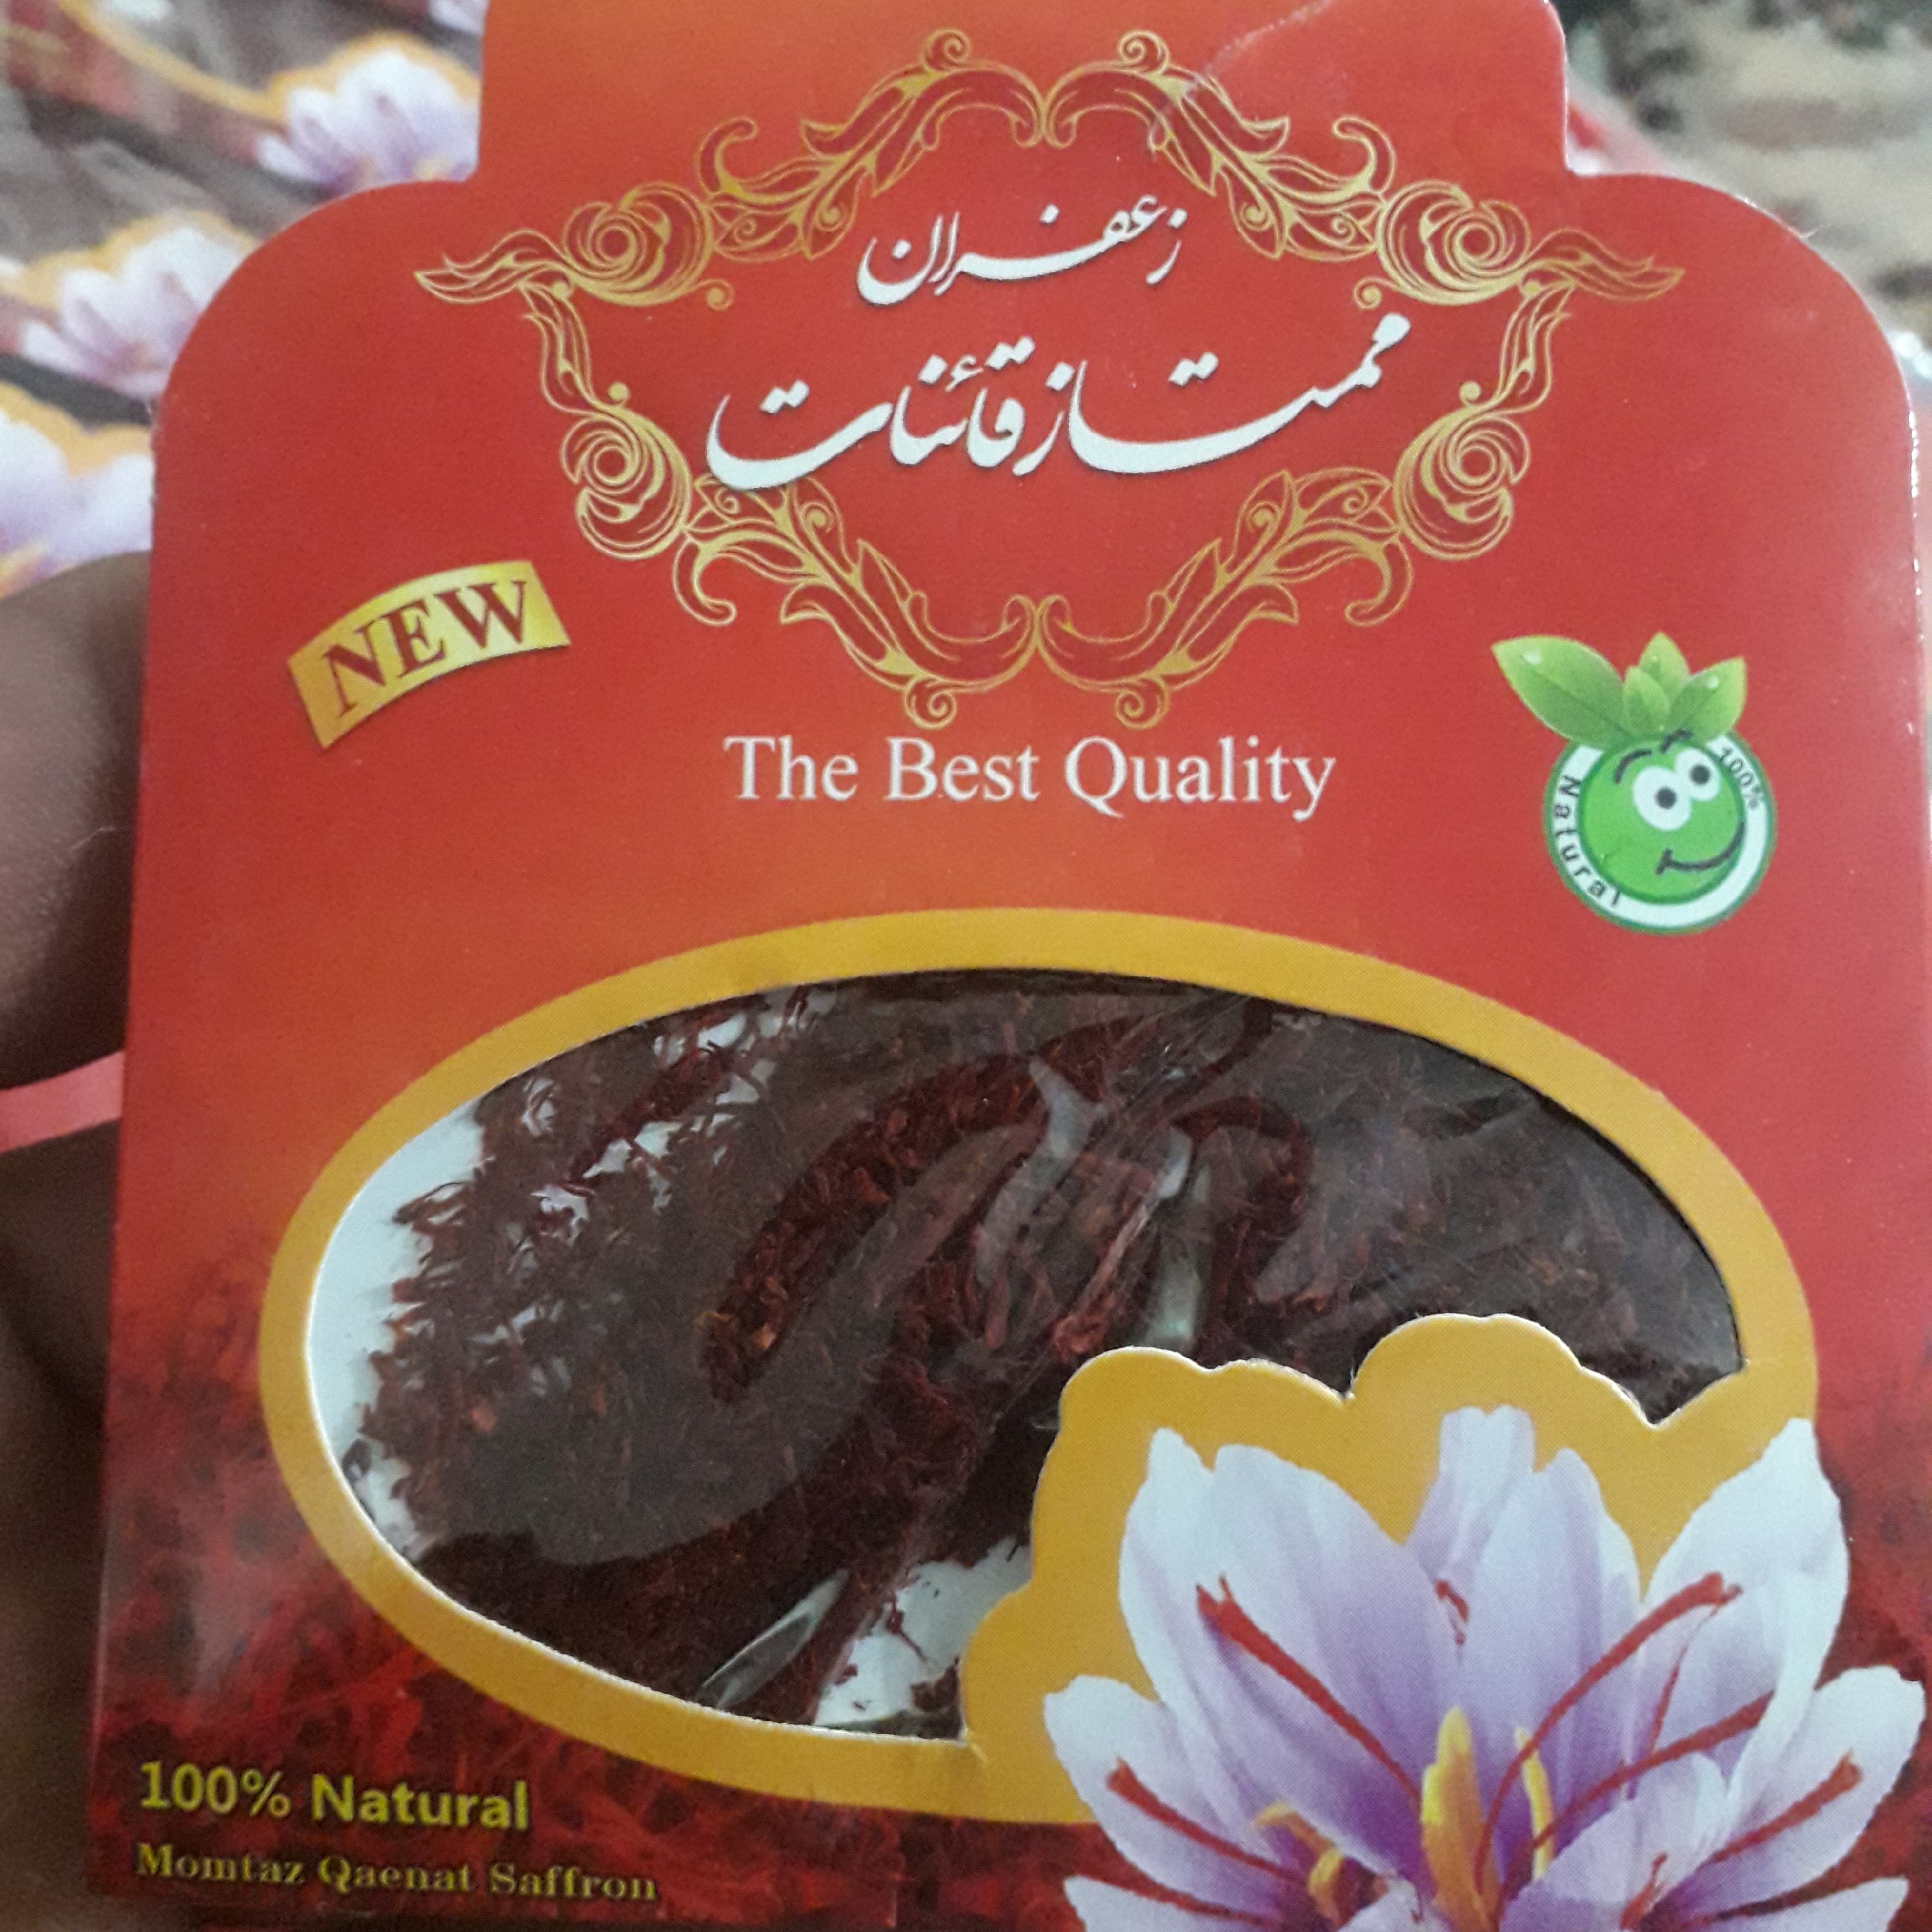 زعفران
ممتاز قائنات
NEW
The Best Quality
100%
Natural
100% Natural
Momtaz Qaenat Saffron